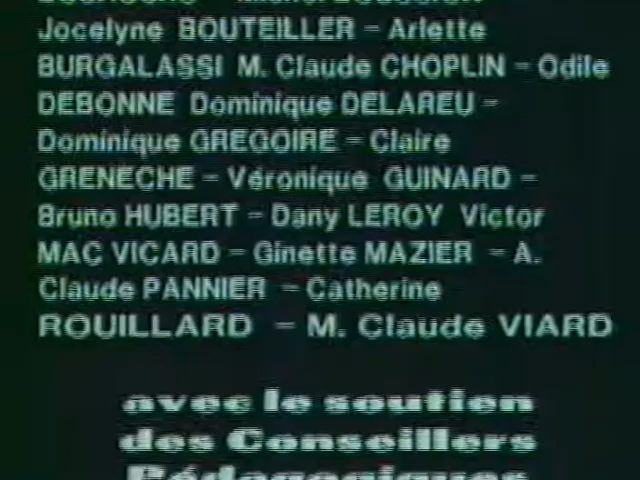 Jocelyne BOUTEILLER - Arlette
BURGALASSI M. Claude CHOPLIN - Odile
DEBONNE Dominique DELAREU -
Dominique GREGOIRE - Claire
GRENECHE - Véronique GUINARD -
Bruno HUBERT - Dany LEROY Victor
MAC VICARD - Ginette MAZIER - A.
Claude PANNIER - Catherine
ROUILLARD - M. Claude VIARD
avec le soutien
des Conseillers
Pédagogiques